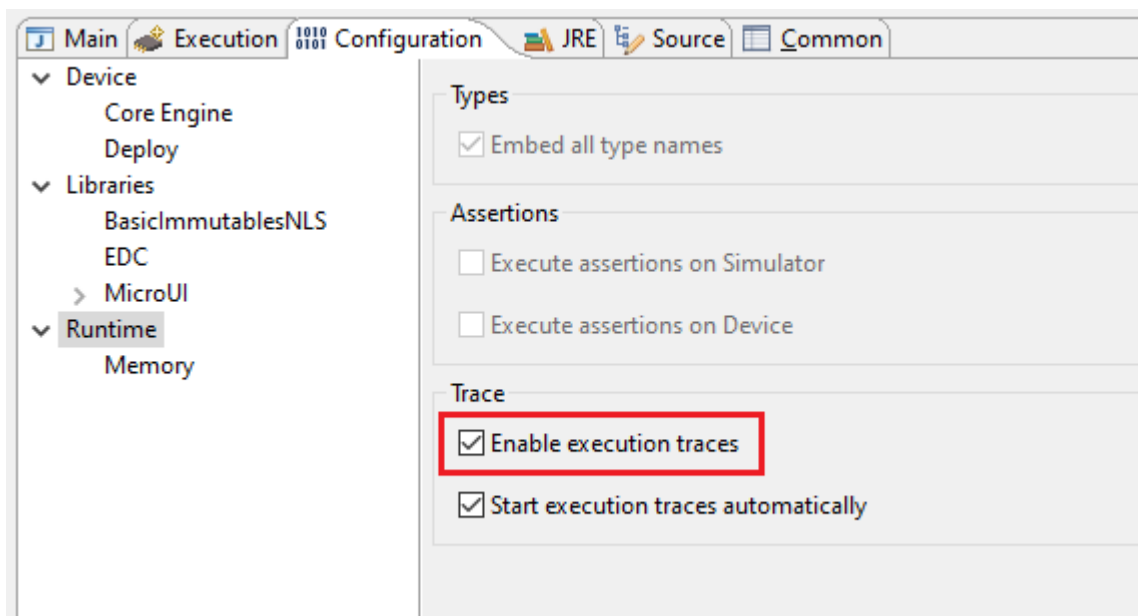 Main Execution Configuration JRE Source Common
Device
Core Engine
Deploy
Libraries
BasicImmutablesNLS
EDC
MicroUI
Runtime
Memory
Types
Embed all type names
Assertions
Execute assertions on Simulator
Execute assertions on Device
Trace
Enable execution traces
Start execution traces automatically